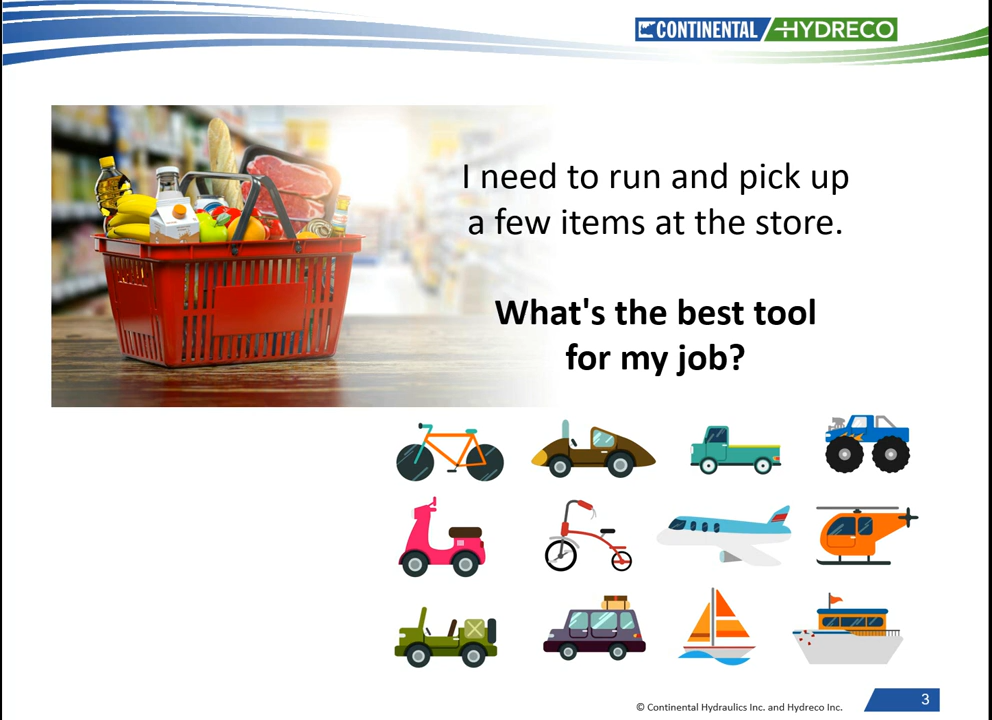 CONTINENTAL HYDRECO
I need to run and pick up
a few items at the store.
What's the best tool
for my job?
© Continental Hydraulics Inc. and Hydreco Inc.
3